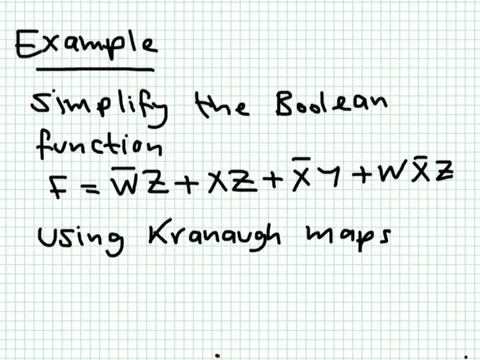 Example
Simplify the Boolean
function
F = W̅Z + XZ + X̅Y + WX̅Z
using Kranaugh maps